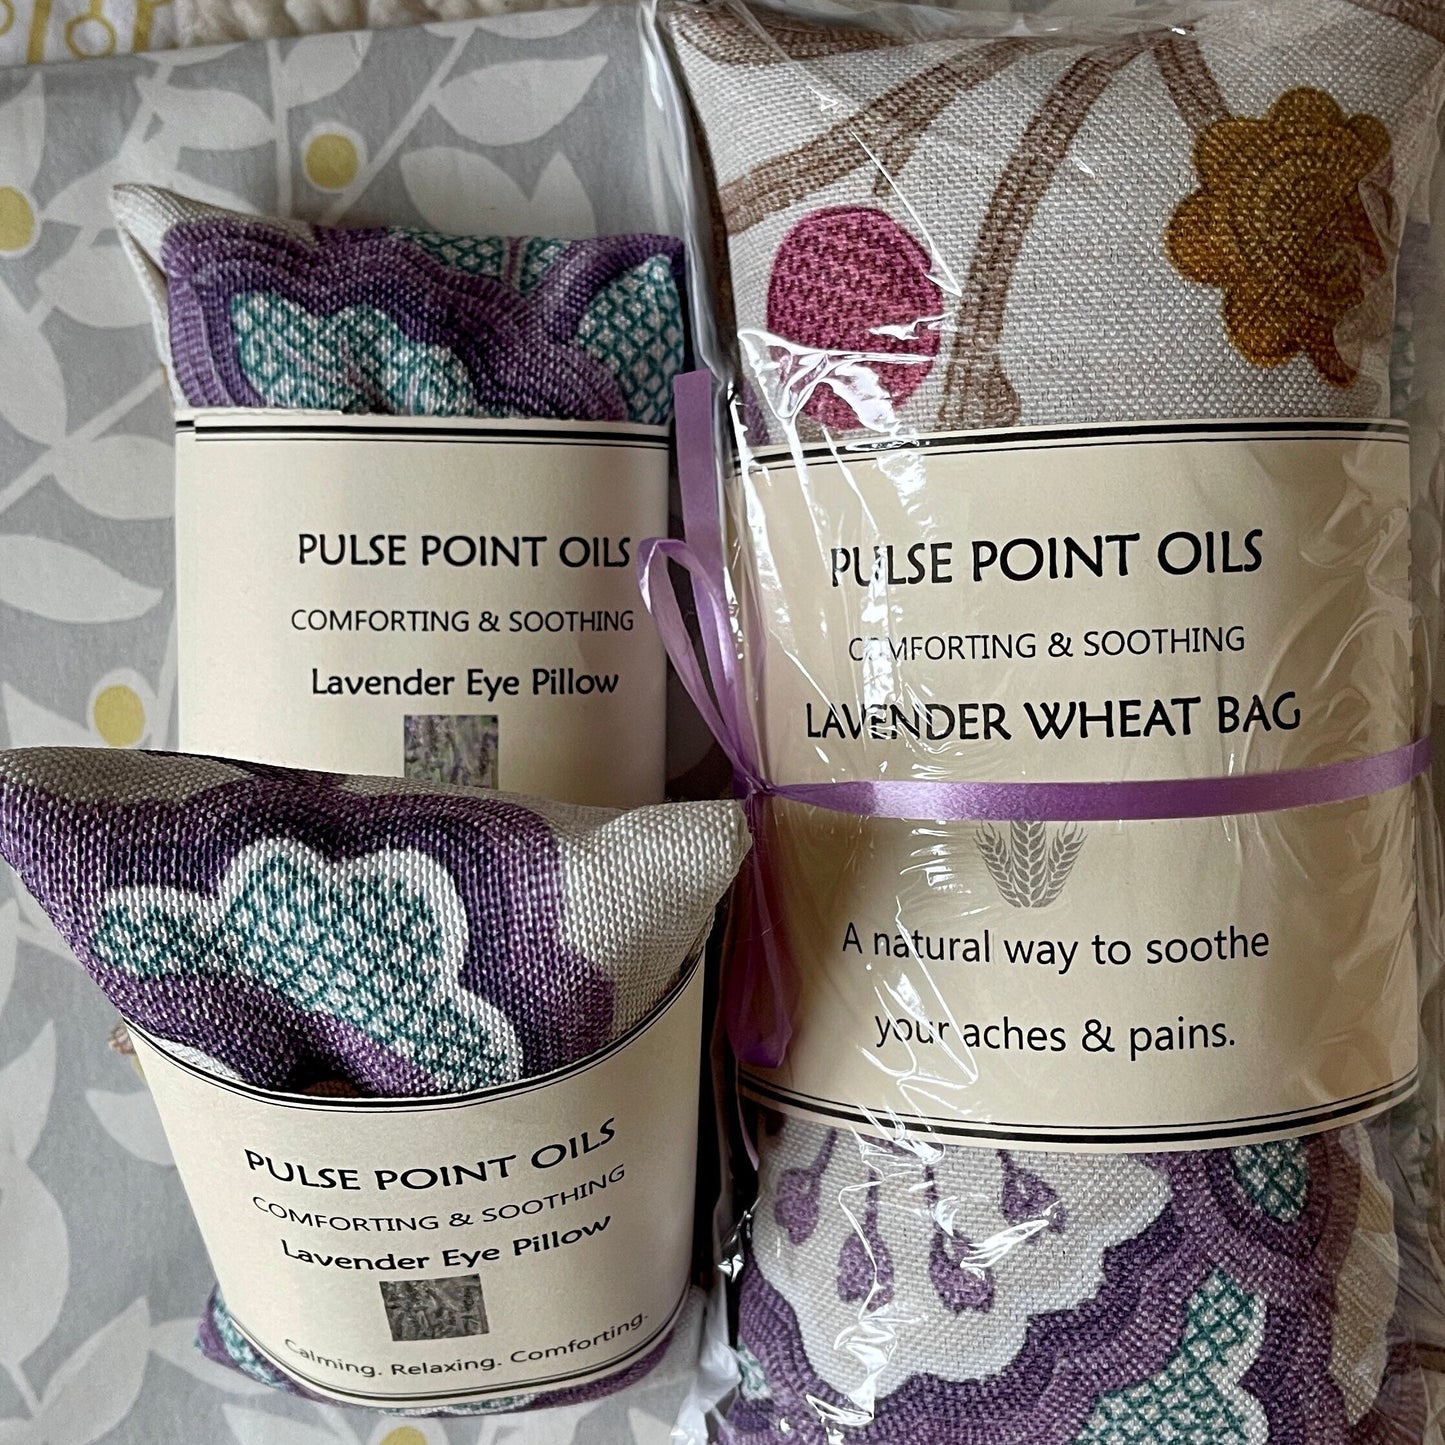 PULSE POINT OILS
COMFORTING & SOOTHING
Lavender Eye Pillow
PULSE POINT OILS
COMFORTING & SOOTHING
LAVENDER WHEAT BAG
A natural way to soothe
your aches & pains.
PULSE POINT OILS
COMFORTING & SOOTHING
Lavender Eye Pillow
Calming. Relaxing. Comforting.